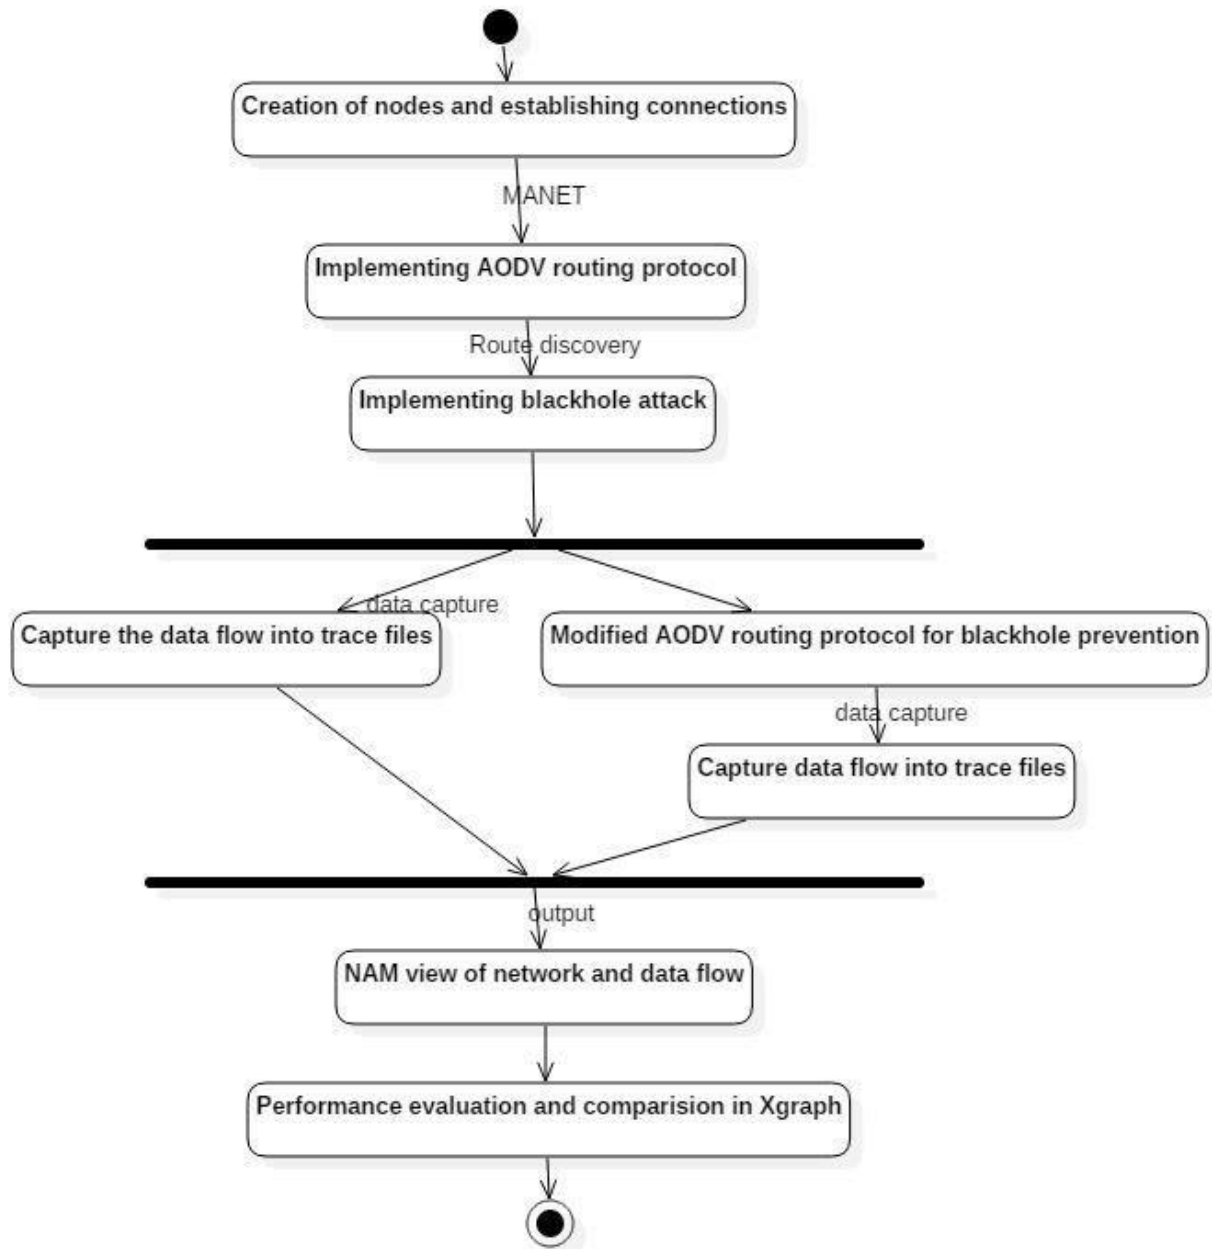 Creation of nodes and establishing connections
MANET
Implementing AODV routing protocol
Route discovery
Implementing blackhole attack
data capture
Capture the data flow into trace files
Modified AODV routing protocol for blackhole prevention
data capture
Capture data flow into trace files
output
NAM view of network and data flow
Performance evaluation and comparision in Xgraph